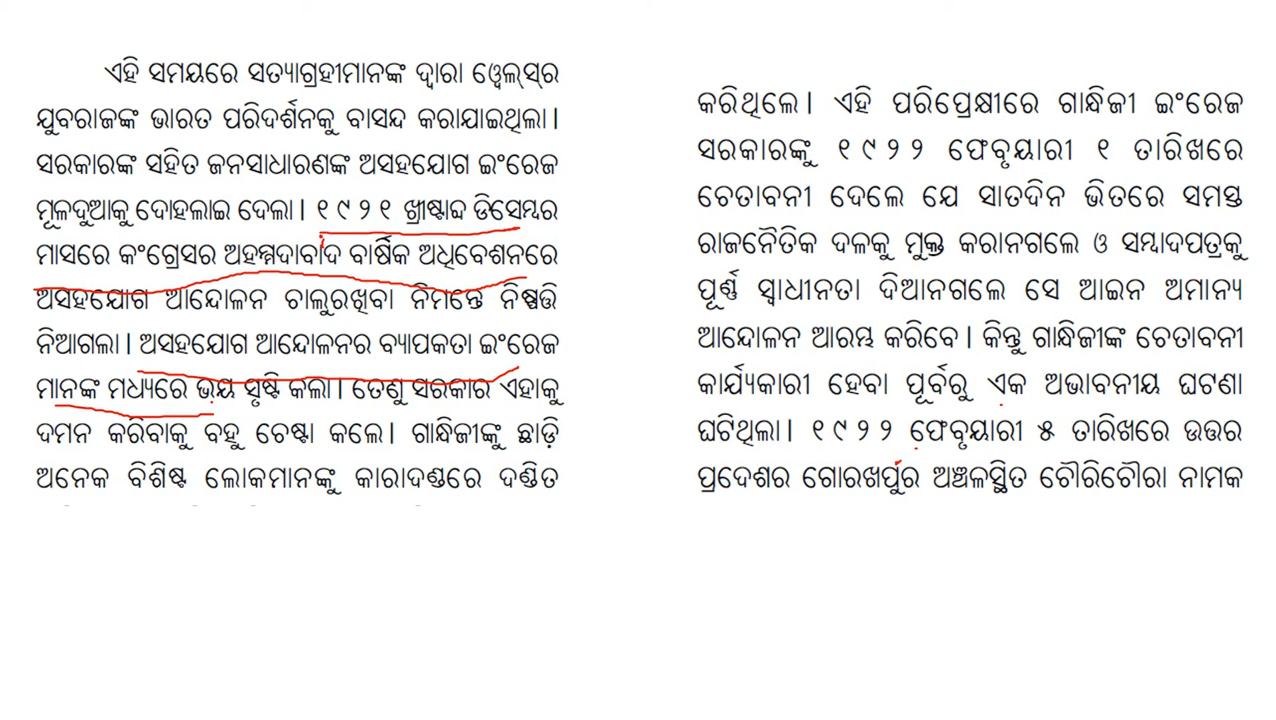 ଏହି ସମୟରେ ସତ୍ୟାଗ୍ରହୀମାନଙ୍କ ଦ୍ୱାରା ୱେଲ୍‌ସ୍‌ର
ଯୁବରାଜଙ୍କ ଭାରତ ପରିଦର୍ଶନକୁ ବାସନ୍ଦ କରାଯାଇଥିଲା।
ସରକାରଙ୍କ ସହିତ ଜନସାଧାରଣଙ୍କ ଅସହଯୋଗ ଇଂରେଜ
ମୂଳଦୁଆକୁ ଦୋହଲାଇ ଦେଲା। ୧୯୨୧ ଖ୍ରୀଷ୍ଟାବ୍ଦ ଡିସେମ୍ବର
ମାସରେ କଂଗ୍ରେସର ଅହମ୍ମଦାବାଦ ବାର୍ଷିକ ଅଧିବେଶନରେ
ଅସହଯୋଗ ଆନ୍ଦୋଳନ ଚାଲୁରଖିବା ନିମନ୍ତେ ନିଷ୍ପତ୍ତି
ନିଆଗଲା। ଅସହଯୋଗ ଆନ୍ଦୋଳନର ବ୍ୟାପକତା ଇଂରେଜ
ମାନଙ୍କ ମଧ୍ୟରେ ଭୟ ସୃଷ୍ଟି କଲା। ତେଣୁ ସରକାର ଏହାକୁ
ଦମନ କରିବାକୁ ବହୁ ଚେଷ୍ଟା କଲେ। ଗାନ୍ଧିଜୀଙ୍କୁ ଛାଡ଼ି
ଅନେକ ବିଶିଷ୍ଟ ଲୋକମାନଙ୍କୁ କାରାଦଣ୍ଡରେ ଦଣ୍ଡିତ
କରିଥିଲେ। ଏହି ପରିପ୍ରେକ୍ଷୀରେ ଗାନ୍ଧିଜୀ ଇଂରେଜ
ସରକାରଙ୍କୁ ୧୯୨୨ ଫେବୃୟାରୀ ୧ ତାରିଖରେ
ଚେତାବନୀ ଦେଲେ ଯେ ସାତଦିନ ଭିତରେ ସମସ୍ତ
ରାଜନୈତିକ ଦଳକୁ ମୁକ୍ତ କରାନଗଲେ ଓ ସମ୍ବାଦପତ୍ରକୁ
ପୂର୍ଣ୍ଣ ସ୍ୱାଧୀନତା ଦିଆନଗଲେ ସେ ଆଇନ ଅମାନ୍ୟ
ଆନ୍ଦୋଳନ ଆରମ୍ଭ କରିବେ। କିନ୍ତୁ ଗାନ୍ଧିଜୀଙ୍କ ଚେତାବନୀ
କାର୍ଯ୍ୟକାରୀ ହେବା ପୂର୍ବରୁ ଏକ ଅଭାବନୀୟ ଘଟଣା
ଘଟିଥିଲା। ୧୯୨୨ ଫେବୃୟାରୀ ୫ ତାରିଖରେ ଉତ୍ତର
ପ୍ରଦେଶର ଗୋରଖପୁର ଅଞ୍ଚଳସ୍ଥିତ ଚୌରିଚୌରା ନାମକ